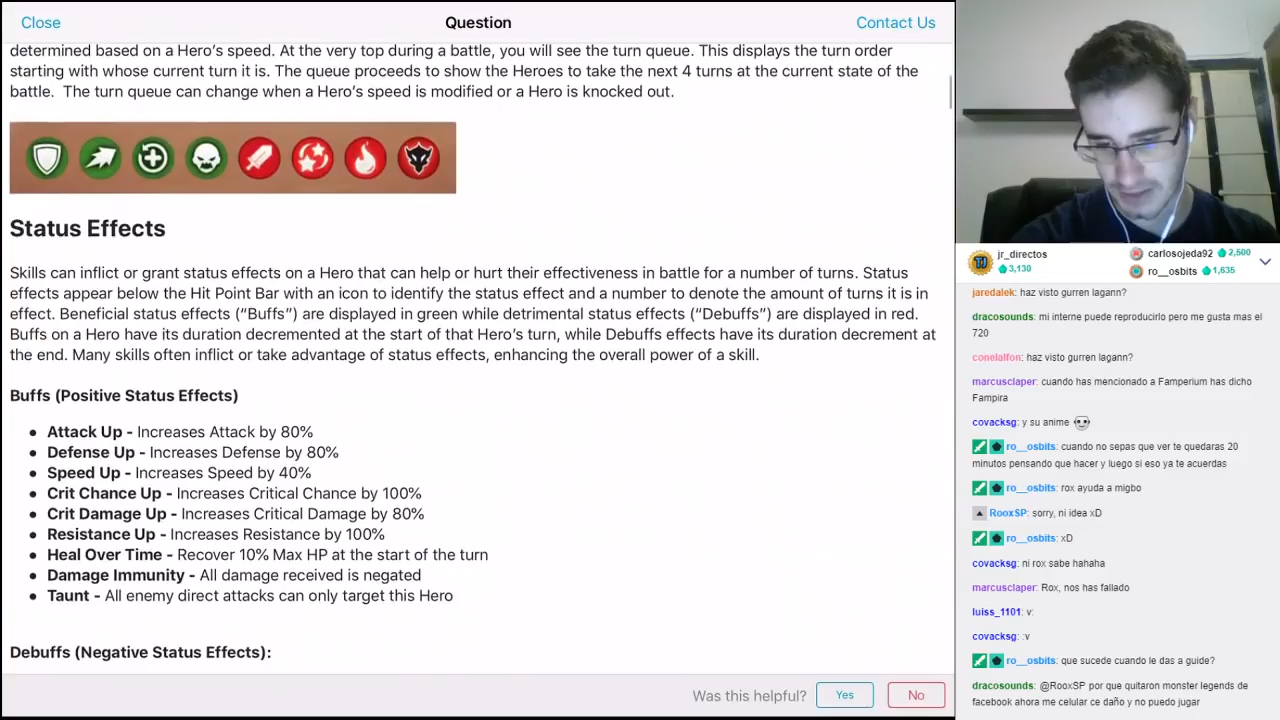 Close
Question
Contact Us
determined based on a Hero's speed. At the very top during a battle, you will see the turn queue. This displays the turn order
starting with whose current turn it is. The queue proceeds to show the Heroes to take the next 4 turns at the current state of the
battle.  The turn queue can change when a Hero's speed is modified or a Hero is knocked out.
Status Effects
Skills can inflict or grant status effects on a Hero that can help or hurt their effectiveness in battle for a number of turns. Status
effects appear below the Hit Point Bar with an icon to identify the status effect and a number to denote the amount of turns it is in
effect. Beneficial status effects (“Buffs”) are displayed in green while detrimental status effects (“Debuffs”) are displayed in red.
Buffs on a Hero have its duration decremented at the start of that Hero's turn, while Debuffs effects have its duration decrement at
the end. Many skills often inflict or take advantage of status effects, enhancing the overall power of a skill.
Buffs (Positive Status Effects)
• Attack Up - Increases Attack by 80%
• Defense Up - Increases Defense by 80%
• Speed Up - Increases Speed by 40%
• Crit Chance Up - Increases Critical Chance by 100%
• Crit Damage Up - Increases Critical Damage by 80%
• Resistance Up - Increases Resistance by 100%
• Heal Over Time - Recover 10% Max HP at the start of the turn
• Damage Immunity - All damage received is negated
• Taunt - All enemy direct attacks can only target this Hero
Debuffs (Negative Status Effects):
Was this helpful?
Yes
No
TJ
jr_directos
3,130
carlosojeda92 2,500
ro__osbits 1,635
jaredalek: haz visto gurren lagann?
dracosounds: mi interne puede reproducirlo pero me gusta mas el
720
conelalfon: haz visto gurren lagann?
marcusclaper: cuando has mencionado a Famperium has dicho
Fampira
covacksg: y su anime
ro__osbits: cuando no sepas que ver te quedaras 20
minutos pensando que hacer y luego si eso ya te acuerdas
ro__osbits: rox ayuda a migbo
RooxSP: sorry, ni idea xD
ro__osbits: xD
covacksg: ni rox sabe hahaha
marcusclaper: Rox, nos has fallado
luiss_1101: v:
covacksg: :v
ro__osbits: que sucede cuando le das a guide?
dracosounds: @RooxSP por que quitaron monster legends de
facebook ahora me celular ce daño y no puedo jugar